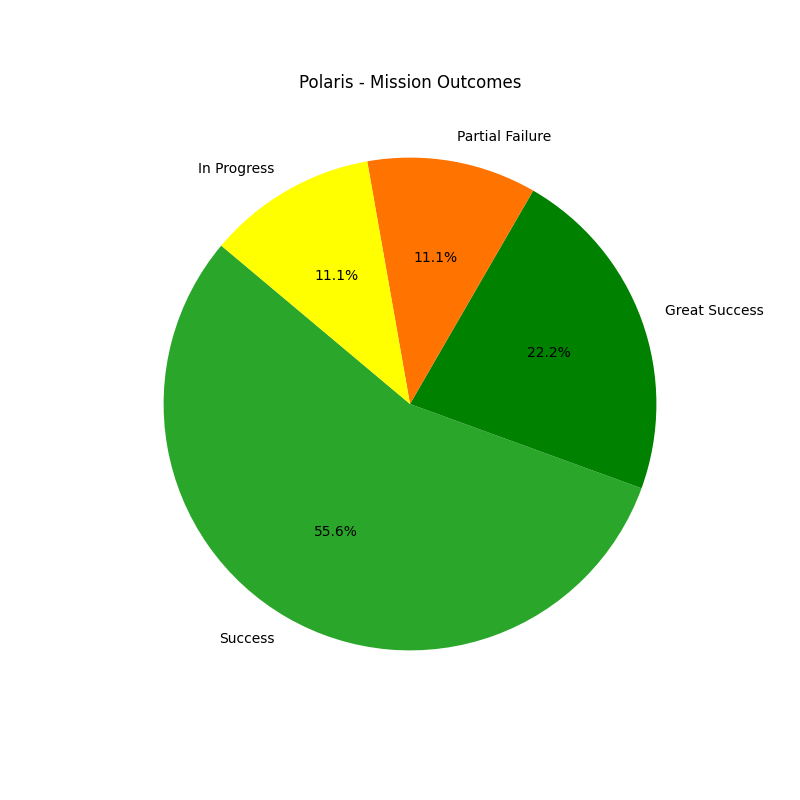 Polaris - Mission Outcomes
Partial Failure
In Progress
11.1%
11.1%
Great Success
22.2%
55.6%
Success